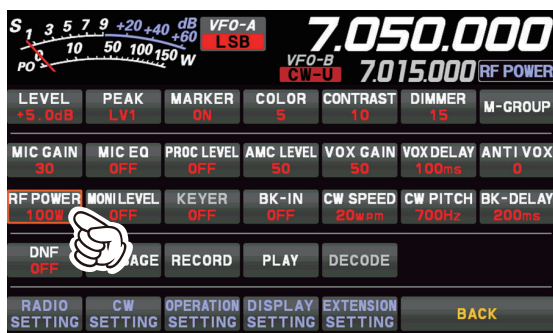 S 1 3 5 7 9 +20 +40 +60 dB VFO-A 7.050.000
LSB
PO 0 10 50 100 150 W VFO-B 7.015.000 RF POWER
CW-U
LEVEL PEAK MARKER COLOR CONTRAST DIMMER M-GROUP
+5.0dB LV1 ON 5 10 15
MIC GAIN MIC EQ PROC LEVEL AMC LEVEL VOX GAIN VOX DELAY ANTI VOX
30 OFF OFF 50 50 100ms 0
RF POWER MONI LEVEL KEYER BK-IN CW SPEED CW PITCH BK-DELAY
100W OFF OFF OFF 20wpm 700Hz 200ms
DNF AGE RECORD PLAY DECODE
OFF
RADIO CW OPERATION DISPLAY EXTENSION BACK
SETTING SETTING SETTING SETTING SETTING